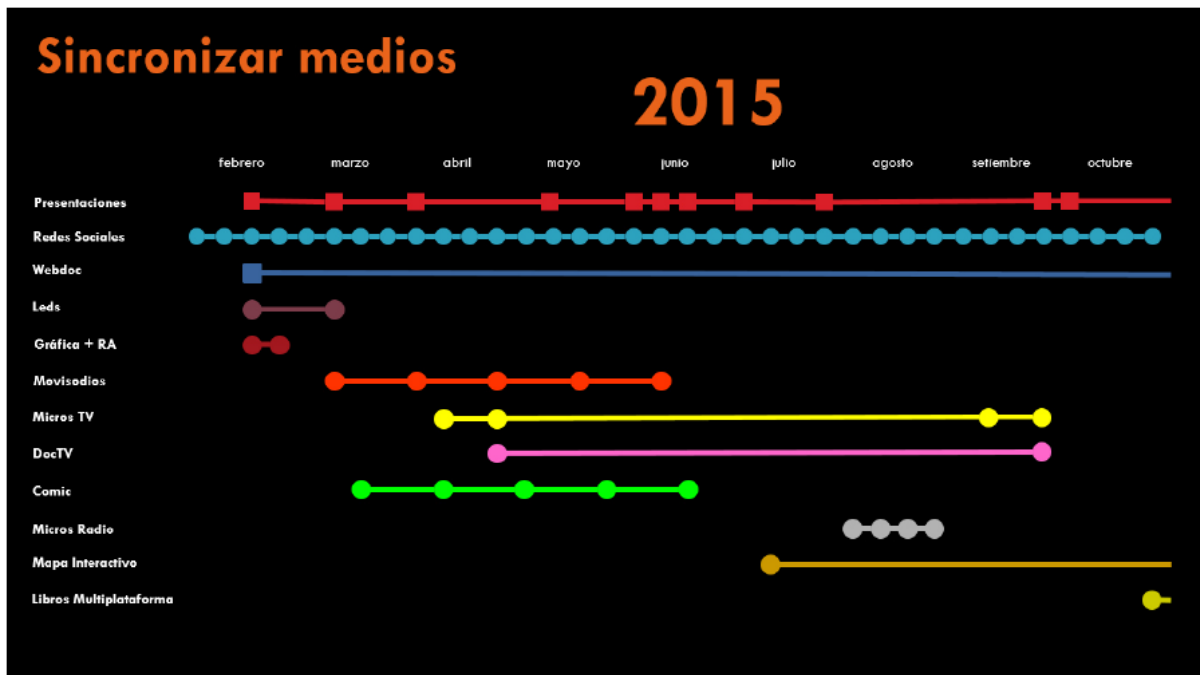 Sincronizar medios
2015
febrero marzo abril mayo junio julio agosto setiembre octubre
Presentaciones
Redes Sociales
Webdoc
Leds
Gráfica + RA
Movisodios
Micros TV
DocTV
Comic
Micros Radio
Mapa Interactivo
Libros Multiplataforma